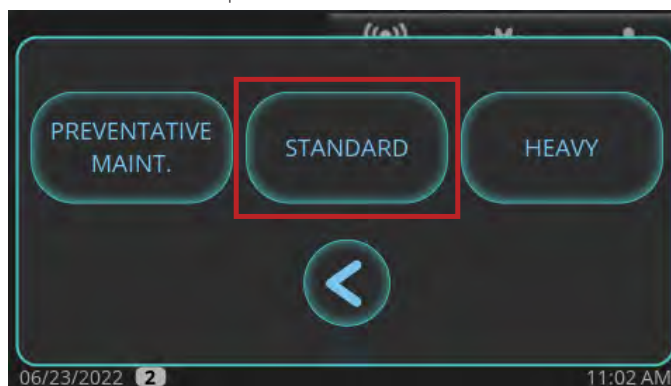 PREVENTATIVE
MAINT.
STANDARD
HEAVY
06/23/2022 2
11:02 AM